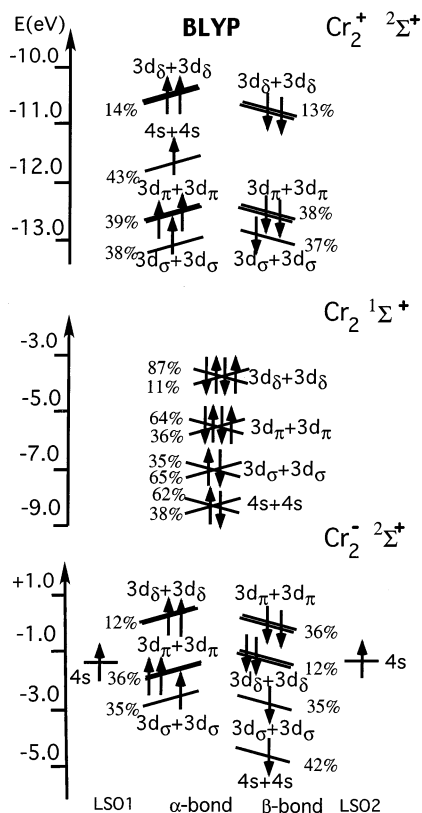 E(eV) BLYP Cr₂⁺ ²Σ⁺
-10.0
3dδ+3dδ 3dδ+3dδ
-11.0 14% 13%
4s+4s
-12.0
43%
3dπ+3dπ 3dπ+3dπ
39% 38%
-13.0
38% 37%
3dσ+3dσ 3dσ+3dσ
Cr₂ ¹Σ⁺
-3.0
87%
11% 3dδ+3dδ
-5.0
64%
36% 3dπ+3dπ
-7.0
35%
65% 3dσ+3dσ
62%
38% 4s+4s
-9.0
Cr₂⁻ ²Σ⁺
+1.0
3dδ+3dδ 3dπ+3dπ
12% 36%
-1.0
3dπ+3dπ
4s 36% 12% 4s
3dδ+3dδ
-3.0
35% 35%
3dσ+3dσ 3dσ+3dσ
-5.0 42%
4s+4s
LSO1 α-bond β-bond LSO2